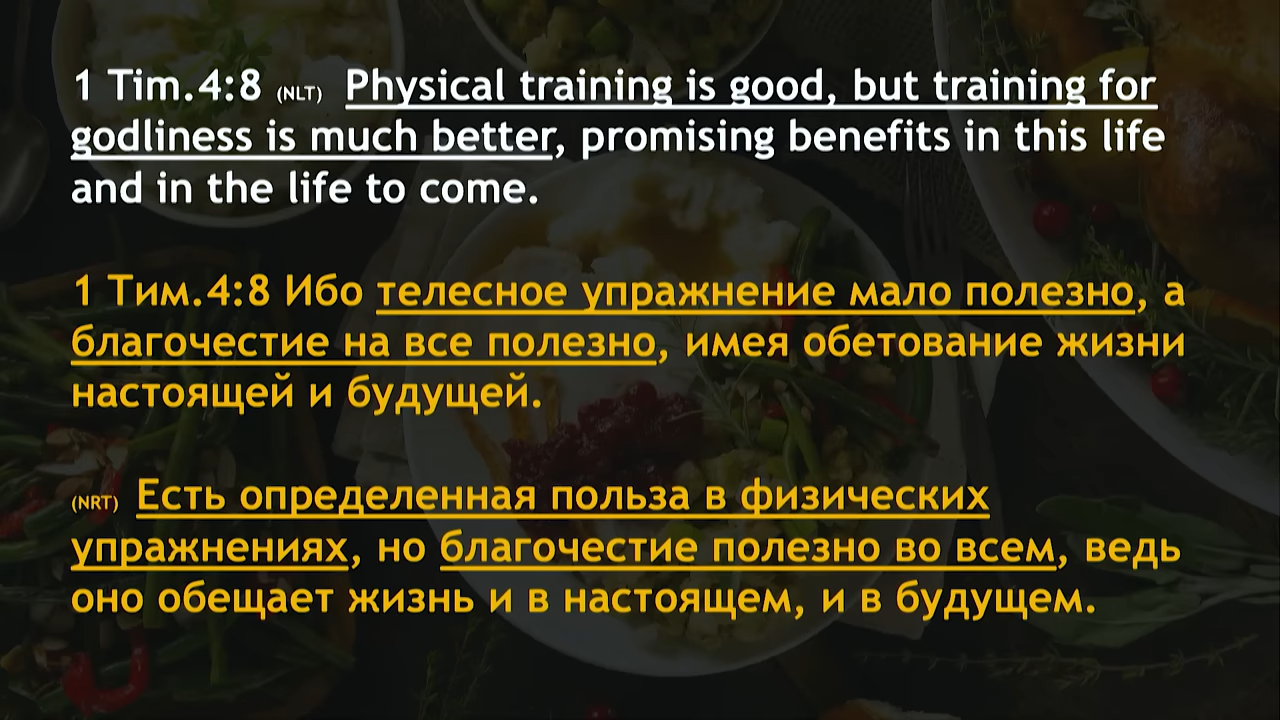 1 Tim.4:8 (NLT) Physical training is good, but training for
godliness is much better, promising benefits in this life
and in the life to come.
1 Тим.4:8 Ибо телесное упражнение мало полезно, а
благочестие на все полезно, имея обетование жизни
настоящей и будущей.
(NRT) Есть определенная польза в физических
упражнениях, но благочестие полезно во всем, ведь
оно обещает жизнь и в настоящем, и в будущем.